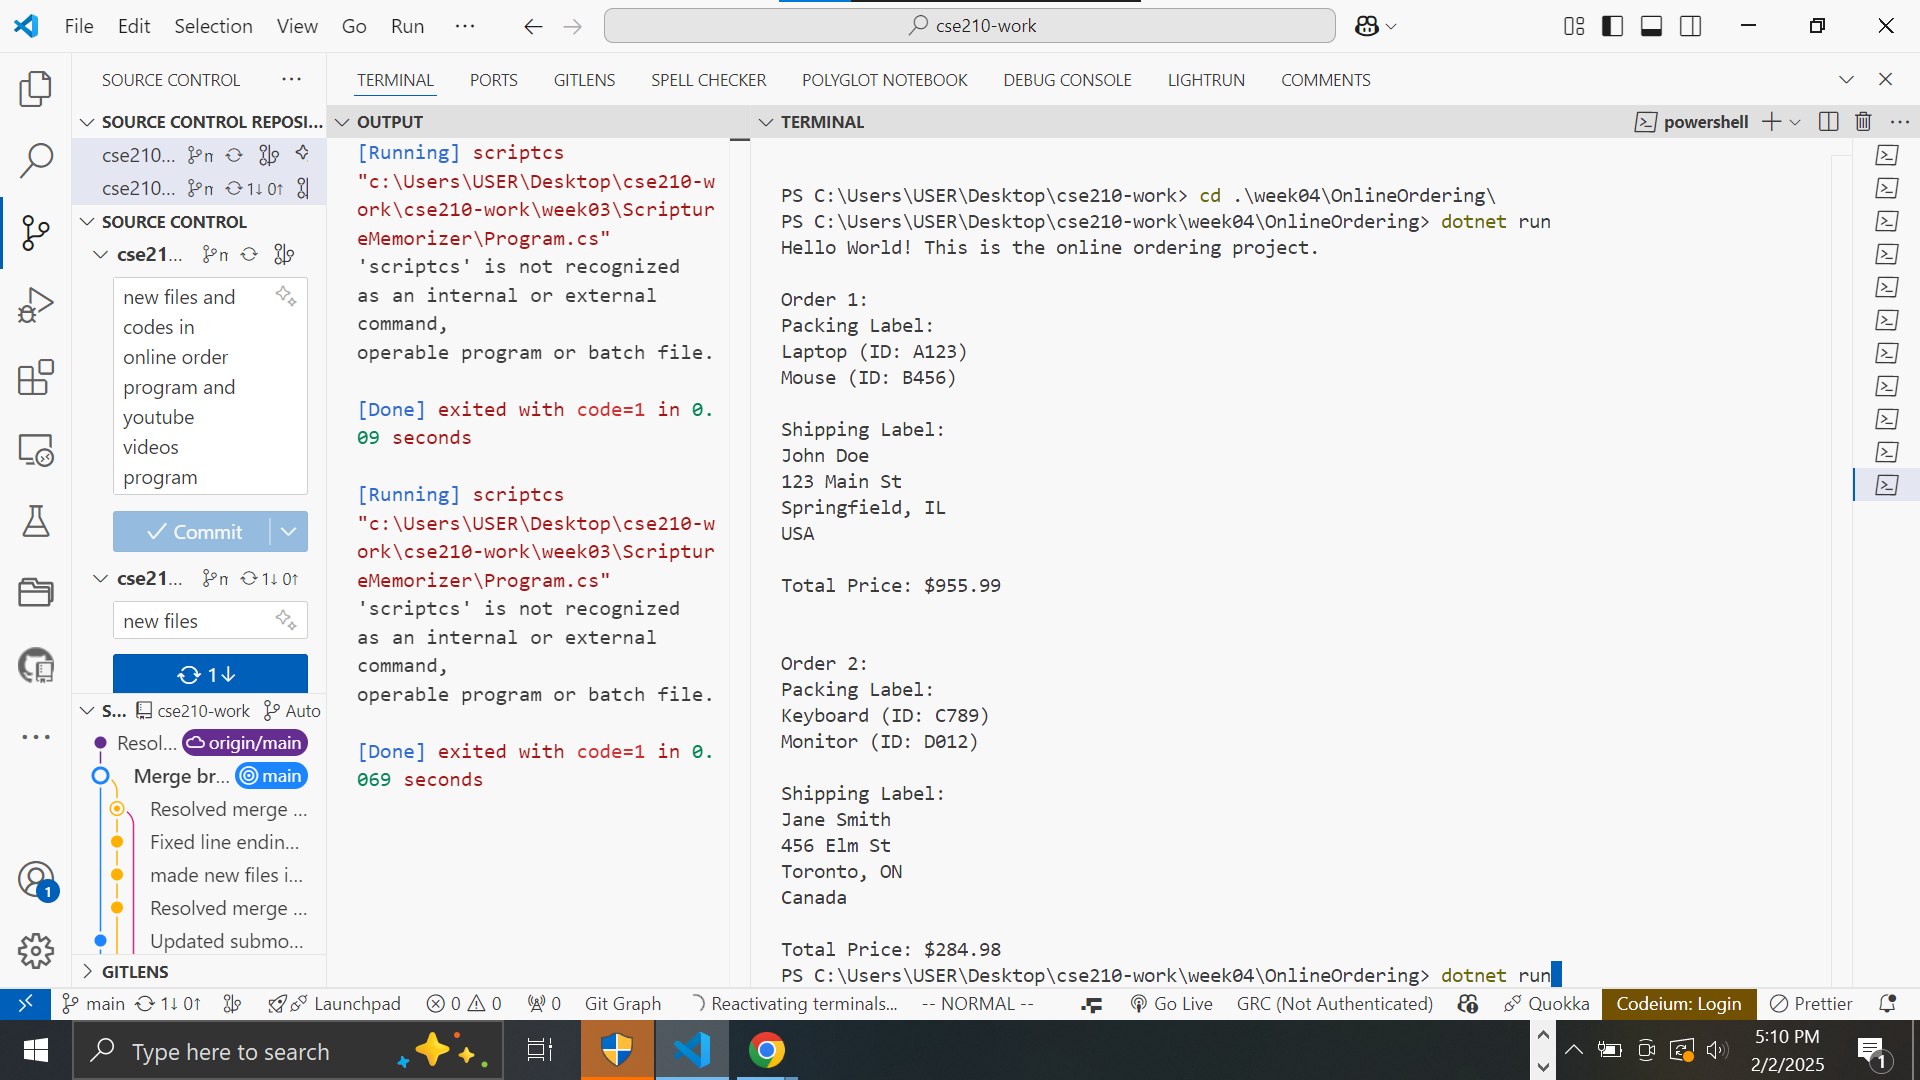 File Edit Selection View Go Run ···
cse210-work
SOURCE CONTROL ···
TERMINAL PORTS GITLENS SPELL CHECKER POLYGLOT NOTEBOOK DEBUG CONSOLE LIGHTRUN COMMENTS
SOURCE CONTROL REPOSI...
cse210...
cse210... 1↓ 0↑
SOURCE CONTROL
cse21...
new files and
codes in
online order
program and
youtube
videos
program
Commit
cse21... 1↓ 0↑
new files
1↓
S... cse210-work Auto
Resol... origin/main
Merge br... main
Resolved merge ...
Fixed line endin...
made new files i...
Resolved merge ...
Updated submo...
GITLENS
OUTPUT
[Running] scriptcs
"c:\Users\USER\Desktop\cse210-w
ork\cse210-work\week03\Scriptur
eMemorizer\Program.cs"
'scriptcs' is not recognized
as an internal or external
command,
operable program or batch file.
[Done] exited with code=1 in 0.
09 seconds
[Running] scriptcs
"c:\Users\USER\Desktop\cse210-w
ork\cse210-work\week03\Scriptur
eMemorizer\Program.cs"
'scriptcs' is not recognized
as an internal or external
command,
operable program or batch file.
[Done] exited with code=1 in 0.
069 seconds
TERMINAL
powershell
PS C:\Users\USER\Desktop\cse210-work> cd .\week04\OnlineOrdering\
PS C:\Users\USER\Desktop\cse210-work\week04\OnlineOrdering> dotnet run
Hello World! This is the online ordering project.
Order 1:
Packing Label:
Laptop (ID: A123)
Mouse (ID: B456)
Shipping Label:
John Doe
123 Main St
Springfield, IL
USA
Total Price: $955.99
Order 2:
Packing Label:
Keyboard (ID: C789)
Monitor (ID: D012)
Shipping Label:
Jane Smith
456 Elm St
Toronto, ON
Canada
Total Price: $284.98
PS C:\Users\USER\Desktop\cse210-work\week04\OnlineOrdering> dotnet run
1
main 1↓ 0↑ Launchpad 0 0 0 Git Graph Reactivating terminals... -- NORMAL -- Go Live GRC (Not Authenticated) Quokka Codeium: Login Prettier
Type here to search
5:10 PM
2/2/2025
1